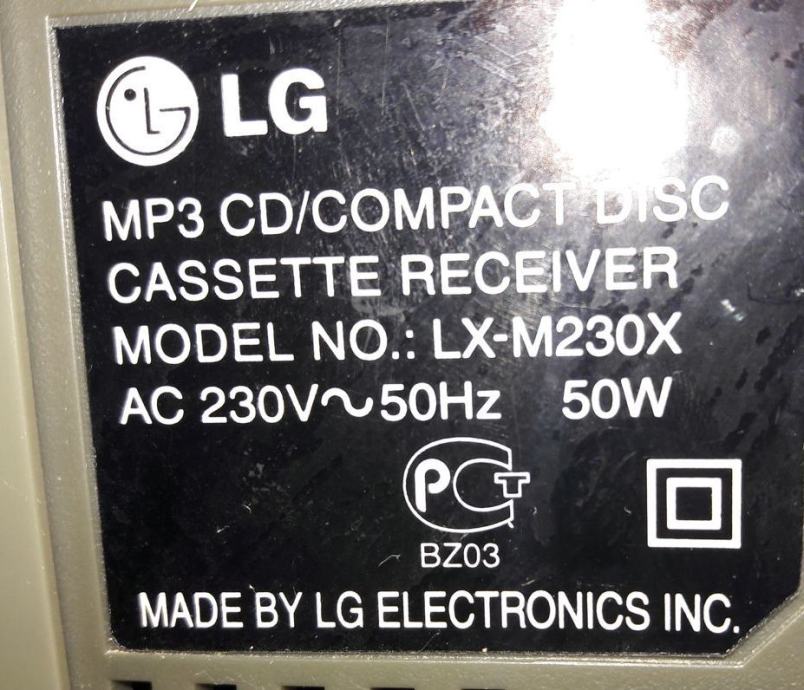 LG
MP3 CD/COMPACT DISC
CASSETTE RECEIVER
MODEL NO.: LX-M230X
AC 230V~50Hz 50W
PCT
BZ03
MADE BY LG ELECTRONICS INC.